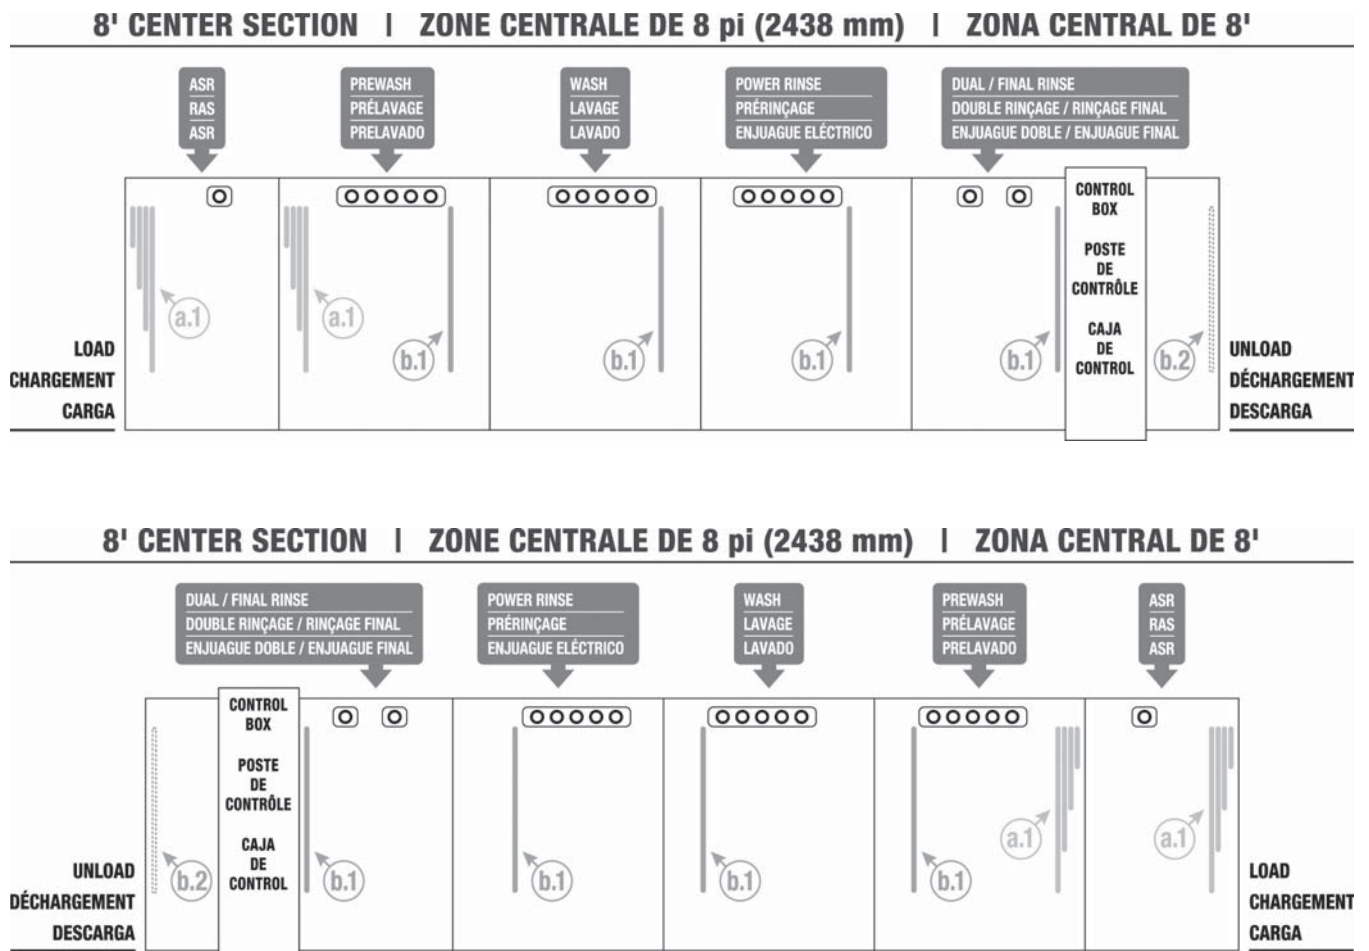 8' CENTER SECTION | ZONE CENTRALE DE 8 pi (2438 mm) | ZONA CENTRAL DE 8'
ASR
RAS
ASR
PREWASH
PRÉLAVAGE
PRELAVADO
WASH
LAVAGE
LAVADO
POWER RINSE
PRÉRINÇAGE
ENJUAGUE ELÉCTRICO
DUAL / FINAL RINSE
DOUBLE RINÇAGE / RINÇAGE FINAL
ENJUAGUE DOBLE / ENJUAGUE FINAL
CONTROL
BOX
POSTE
DE
CONTRÔLE
CAJA
DE
CONTROL
a.1
a.1
b.1
b.1
b.1
b.1
b.2
LOAD
CHARGEMENT
CARGA
UNLOAD
DÉCHARGEMENT
DESCARGA
8' CENTER SECTION | ZONE CENTRALE DE 8 pi (2438 mm) | ZONA CENTRAL DE 8'
DUAL / FINAL RINSE
DOUBLE RINÇAGE / RINÇAGE FINAL
ENJUAGUE DOBLE / ENJUAGUE FINAL
POWER RINSE
PRÉRINÇAGE
ENJUAGUE ELÉCTRICO
WASH
LAVAGE
LAVADO
PREWASH
PRÉLAVAGE
PRELAVADO
ASR
RAS
ASR
CONTROL
BOX
POSTE
DE
CONTRÔLE
CAJA
DE
CONTROL
a.1
a.1
b.2
b.1
b.1
b.1
b.1
UNLOAD
DÉCHARGEMENT
DESCARGA
LOAD
CHARGEMENT
CARGA